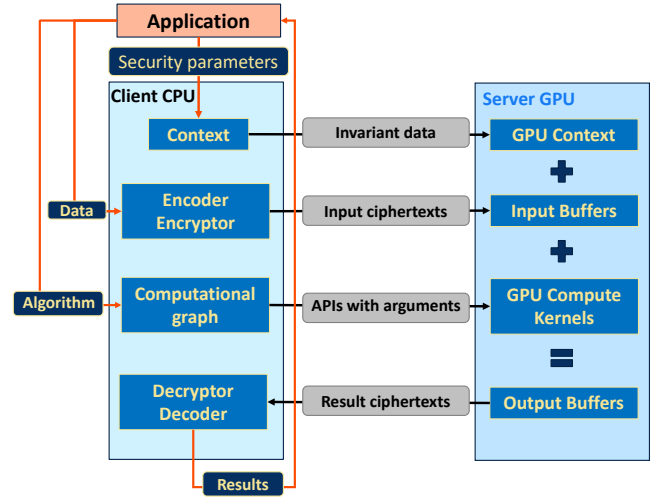 Application
Security parameters
Client CPU
Server GPU
Context
Invariant data
GPU Context
Data
Encoder
Encryptor
Input ciphertexts
Input Buffers
Algorithm
Computational
graph
APIs with arguments
GPU Compute
Kernels
Decryptor
Decoder
Result ciphertexts
Output Buffers
Results